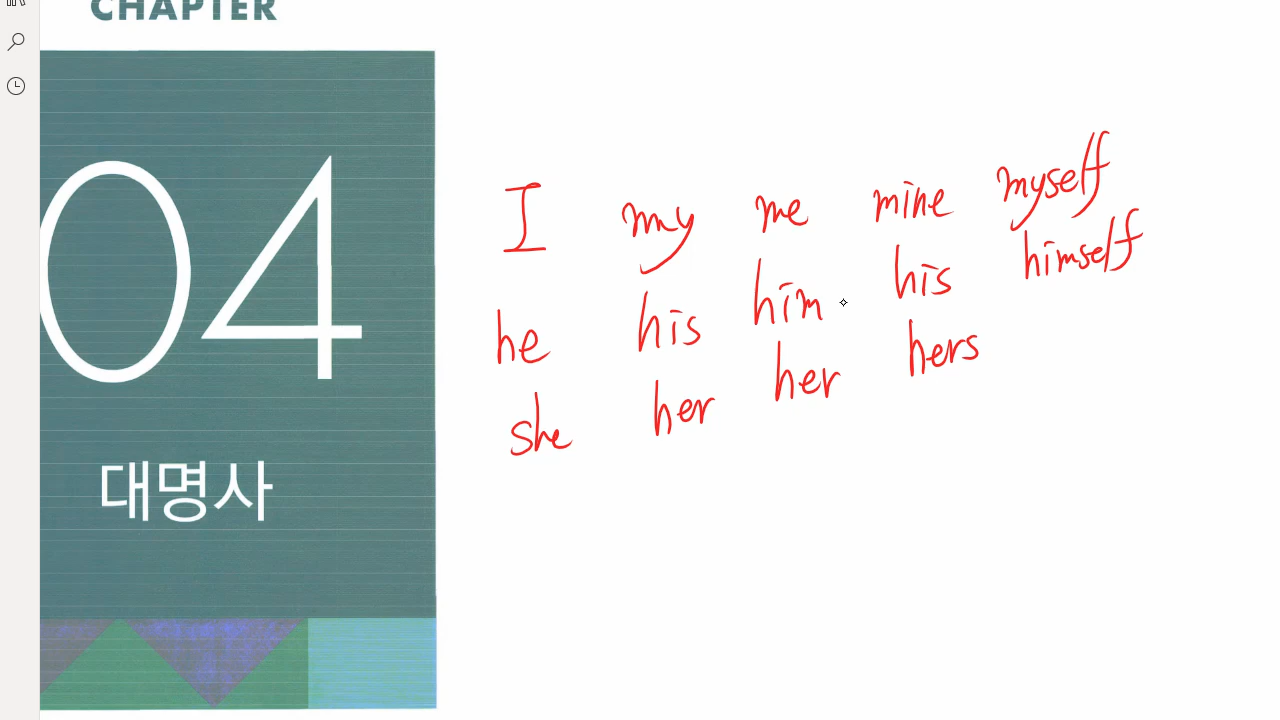 CHAPTER
04
대명사
I my me mine myself
he his him his himself
she her her hers